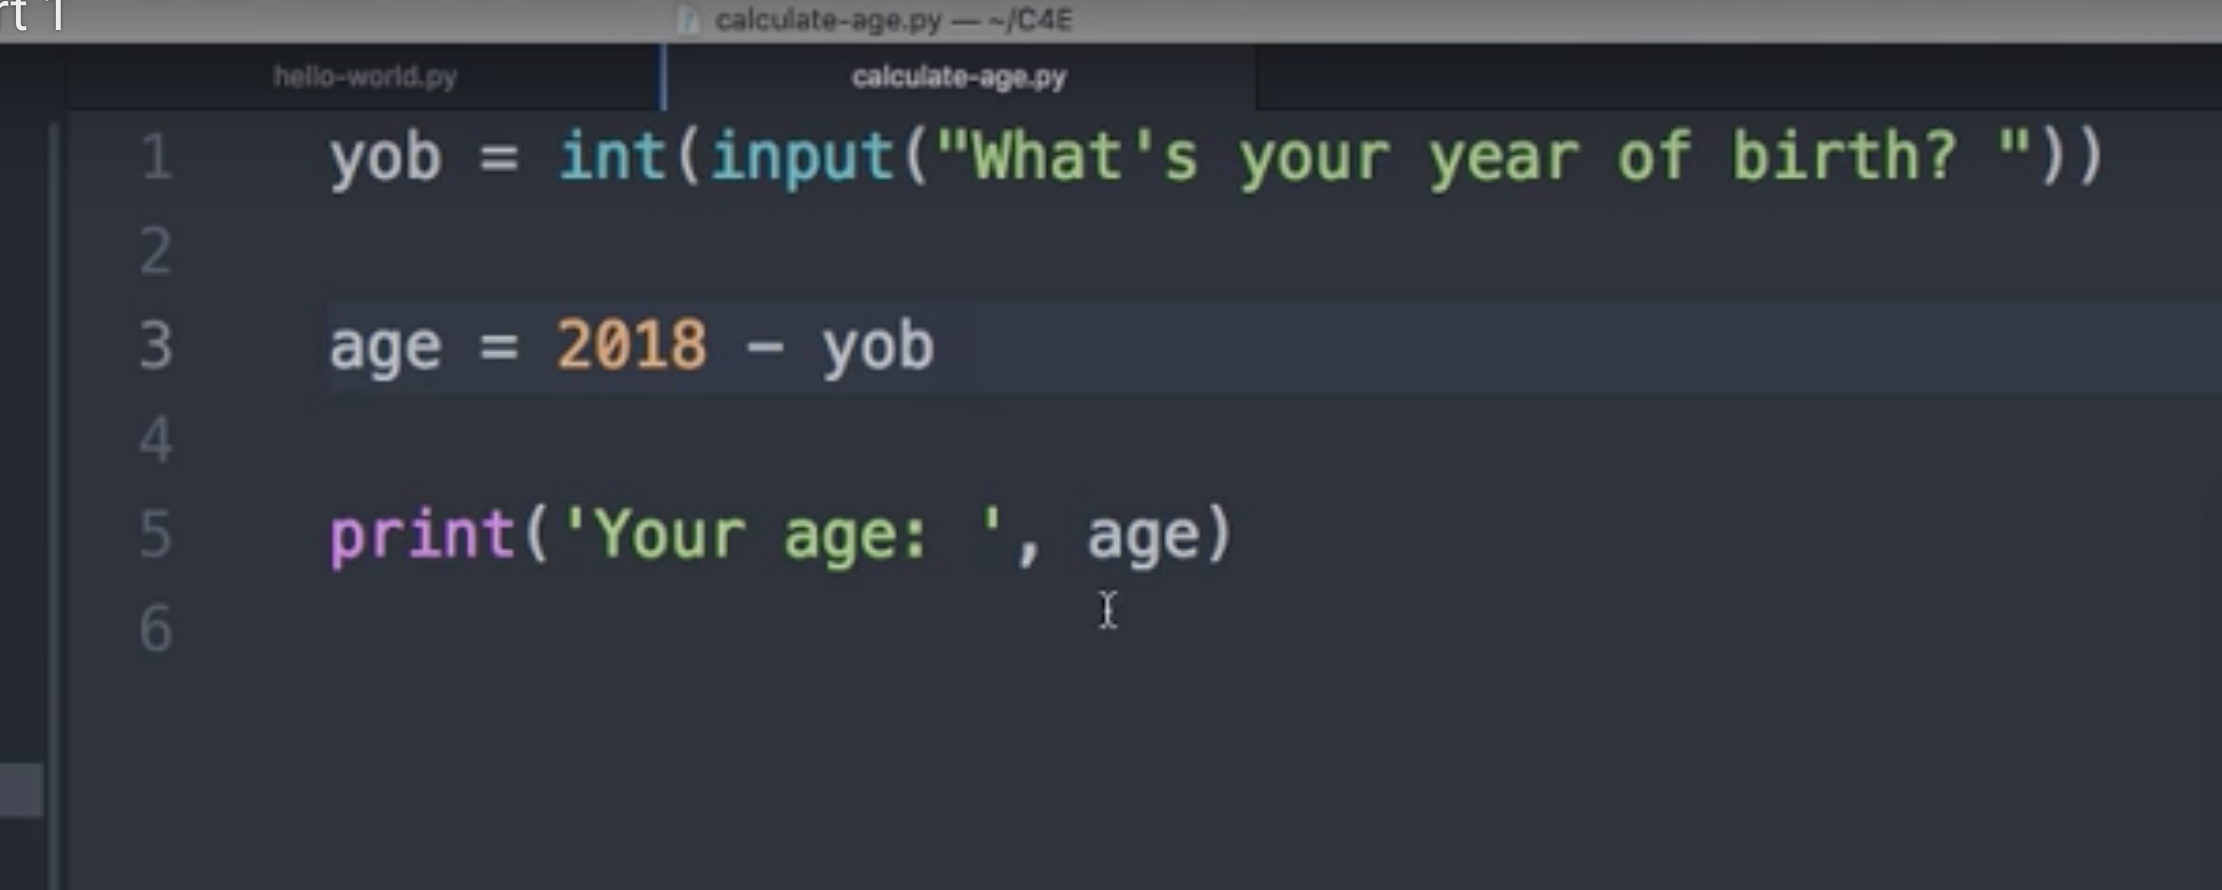 rt 1
calculate-age.py — ~/C4E
hello-world.py
calculate-age.py
1 yob = int(input("What's your year of birth? "))
2
3 age = 2018 - yob
4
5 print('Your age: ', age)
6